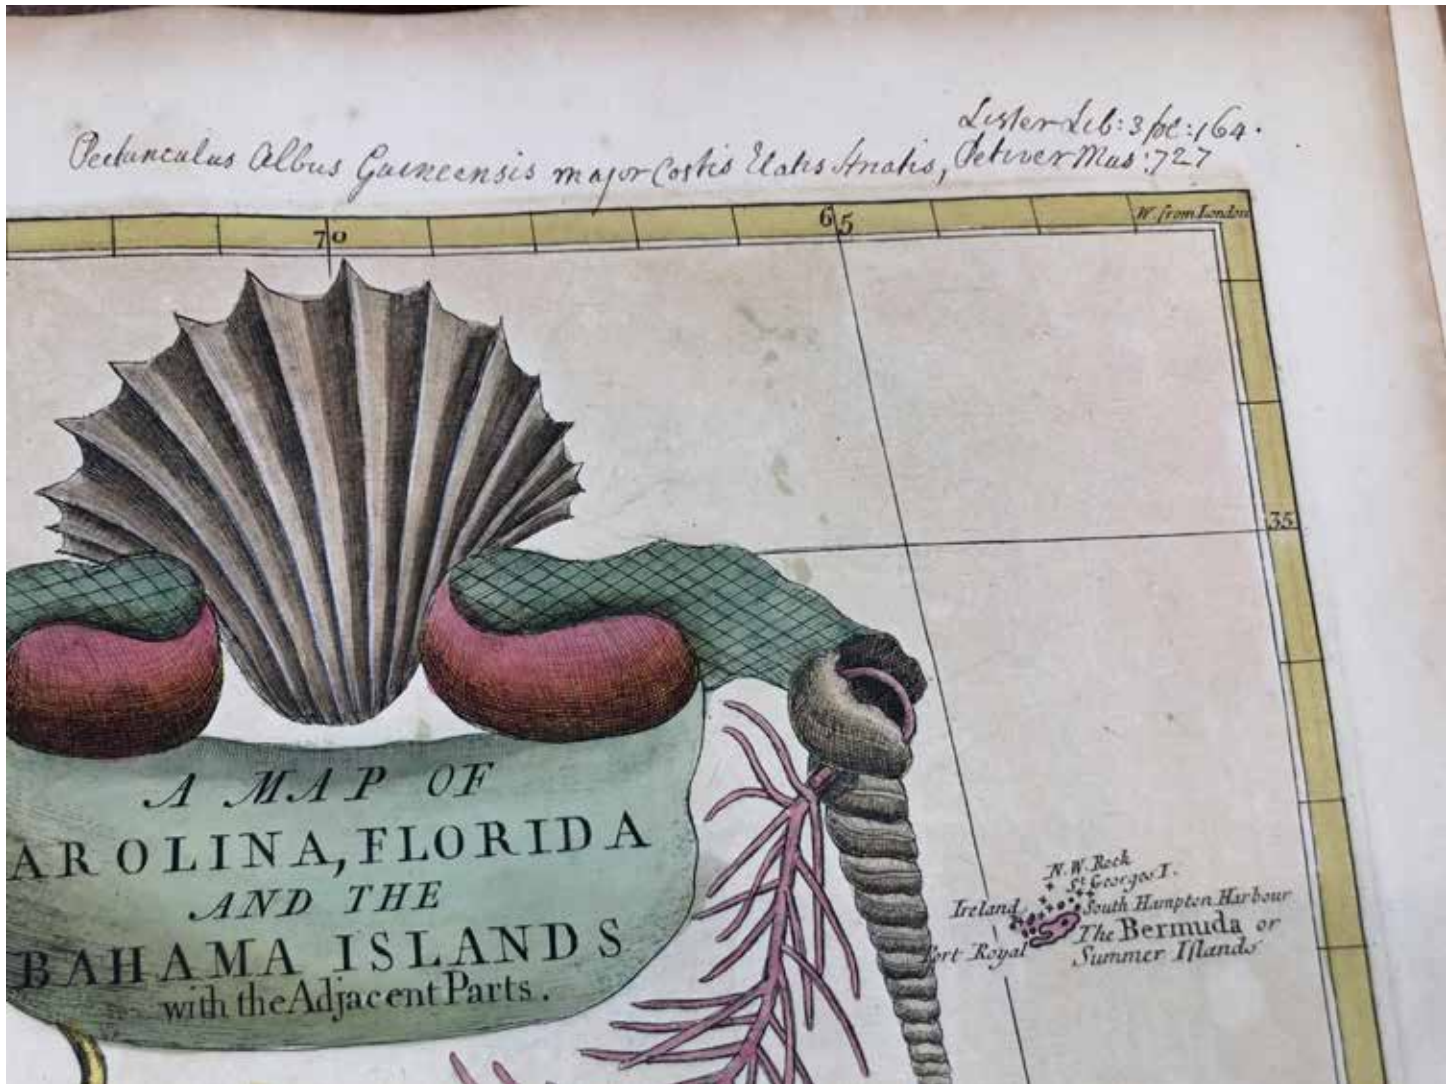 Lister Lib: 3 fol: 164.
Pectunculus Albus Guineensis major Costis Elatis Striatis, Petiver Mus: 727
70
65
W. from London
35
A MAP OF
AROLINA, FLORIDA
AND THE
BAHAMA ISLANDS
with the Adjacent Parts.
N.W. Rock
St. Georges I.
Ireland
South Hampton Harbour
The Bermuda or
Port Royal
Summer Islands